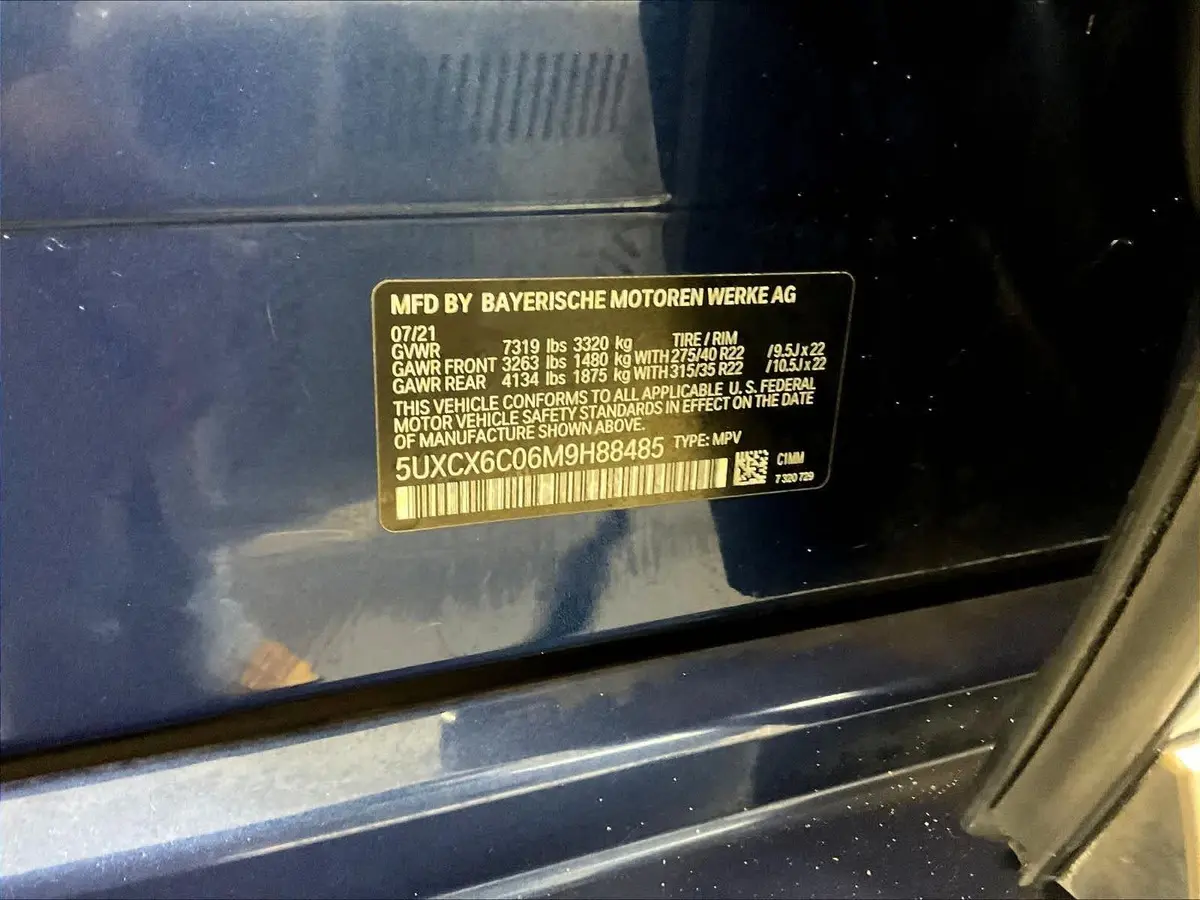 MFD BY BAYERISCHE MOTOREN WERKE AG
07/21 TIRE / RIM
GVWR 7319 lbs 3320 kg
GAWR FRONT 3263 lbs 1480 kg WITH 275/40 R22 /9.5J x 22
GAWR REAR 4134 lbs 1875 kg WITH 315/35 R22 /10.5J x 22
THIS VEHICLE CONFORMS TO ALL APPLICABLE U.S. FEDERAL
MOTOR VEHICLE SAFETY STANDARDS IN EFFECT ON THE DATE
OF MANUFACTURE SHOWN ABOVE.
5UXCX6C06M9H88485 TYPE: MPV
C1MM
7 320 729